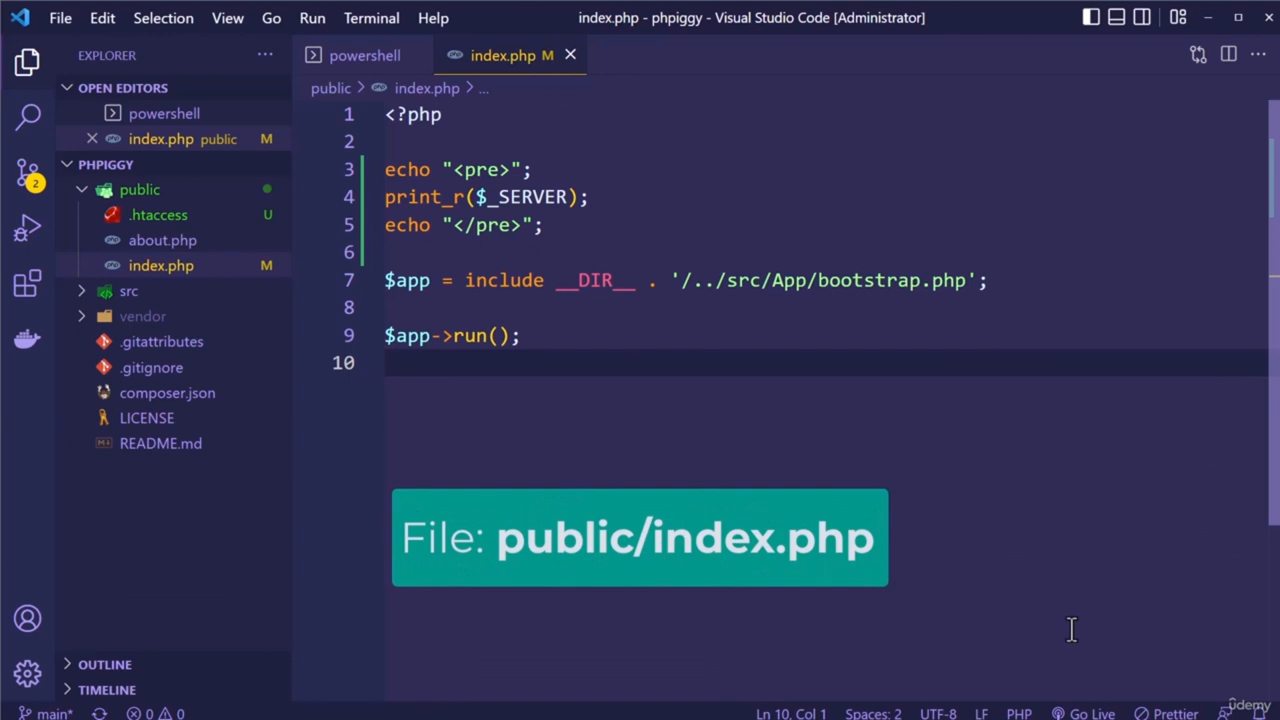 File Edit Selection View Go Run Terminal Help
index.php - phpiggy - Visual Studio Code [Administrator]
EXPLORER
OPEN EDITORS
powershell
index.php public M
PHPIGGY
public
.htaccess U
about.php
index.php M
src
vendor
.gitattributes
.gitignore
composer.json
LICENSE
README.md
OUTLINE
TIMELINE
2
powershell
index.php M
public > index.php > ...
1 <?php
2
3 echo "<pre>";
4 print_r($_SERVER);
5 echo "</pre>";
6
7 $app = include __DIR__ . '/../src/App/bootstrap.php';
8
9 $app->run();
10
File: public/index.php
main* 0 0
Ln 10, Col 1 Spaces: 2 UTF-8 LF PHP Go Live Prettier
ûdemy